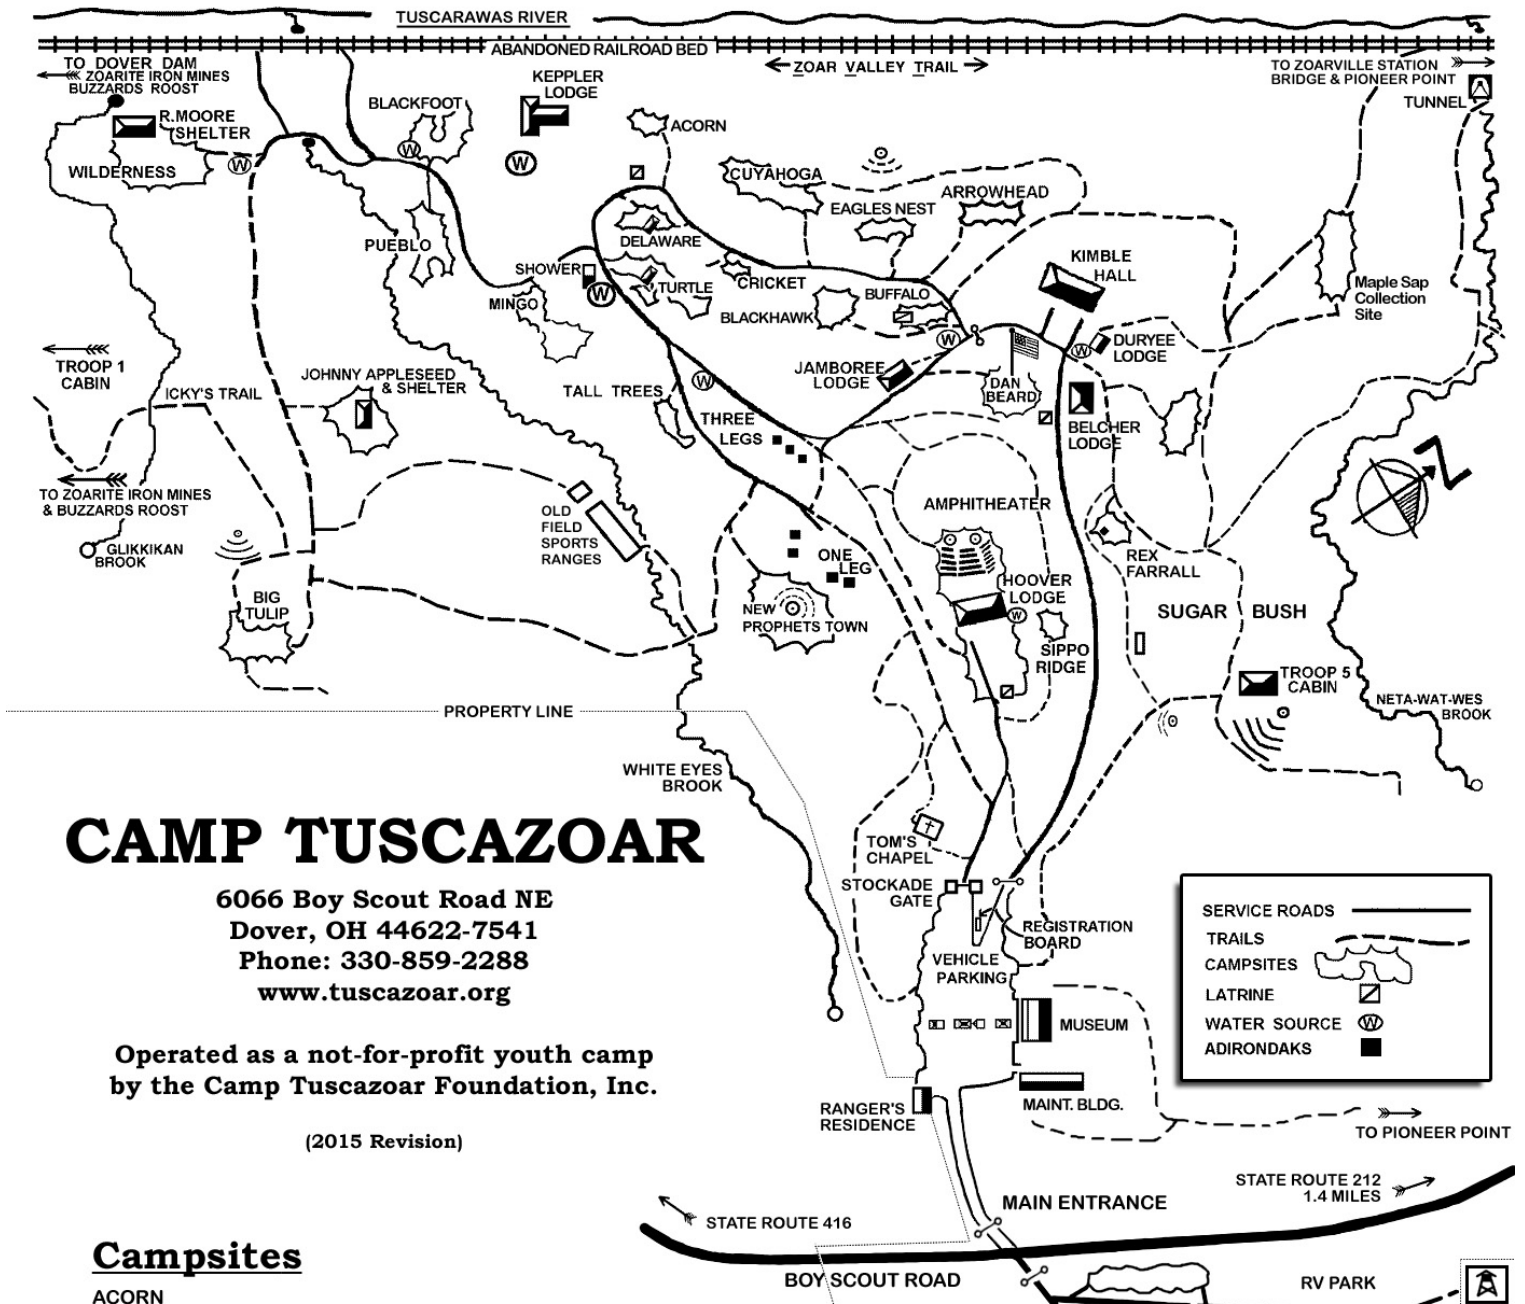 TUSCARAWAS RIVER
ABANDONED RAILROAD BED
TO DOVER DAM
ZOARITE IRON MINES
BUZZARDS ROOST
ZOAR VALLEY TRAIL
TO ZOARVILLE STATION
BRIDGE & PIONEER POINT
TUNNEL
KEPPLER
LODGE
BLACKFOOT
R.MOORE
SHELTER
WILDERNESS
W
W
W
ACORN
CUYAHOGA
ARROWHEAD
EAGLES NEST
PUEBLO
DELAWARE
KIMBLE
HALL
SHOWER
W
TURTLE
CRICKET
MINGO
BLACKHAWK
BUFFALO
W
Maple Sap
Collection
Site
DURYEE
LODGE
W
TROOP 1
CABIN
JOHNNY APPLESEED
& SHELTER
ICKY'S TRAIL
TALL TREES
W
JAMBOREE
LODGE
DAN
BEARD
THREE
LEGS
BELCHER
LODGE
TO ZOARITE IRON MINES
& BUZZARDS ROOST
GLIKKIKAN
BROOK
OLD
FIELD
SPORTS
RANGES
AMPHITHEATER
ONE
LEG
REX
FARRALL
N
BIG
TULIP
NEW
PROPHETS TOWN
HOOVER
LODGE
W
SIPPO
RIDGE
SUGAR BUSH
TROOP 5
CABIN
NETA-WAT-WES
BROOK
PROPERTY LINE
WHITE EYES
BROOK
CAMP TUSCAZOAR
6066 Boy Scout Road NE
Dover, OH 44622-7541
Phone: 330-859-2288
www.tuscazoar.org
Operated as a not-for-profit youth camp
by the Camp Tuscazoar Foundation, Inc.
(2015 Revision)
TOM'S
CHAPEL
STOCKADE
GATE
REGISTRATION
BOARD
VEHICLE
PARKING
MUSEUM
MAINT. BLDG.
RANGER'S
RESIDENCE
SERVICE ROADS
TRAILS
CAMPSITES
LATRINE
WATER SOURCE W
ADIRONDAKS
TO PIONEER POINT
STATE ROUTE 212
1.4 MILES
MAIN ENTRANCE
STATE ROUTE 416
BOY SCOUT ROAD
RV PARK
Campsites
ACORN